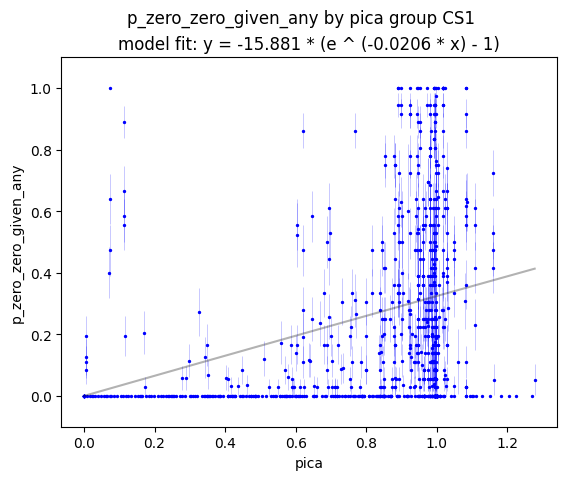 p_zero_zero_given_any by pica group CS1
model fit: y = -15.881 * (e ^ (-0.0206 * x) - 1)
1.0
0.8
0.6
0.4
0.2
0.0
p_zero_zero_given_any
0.0 0.2 0.4 0.6 0.8 1.0 1.2
pica